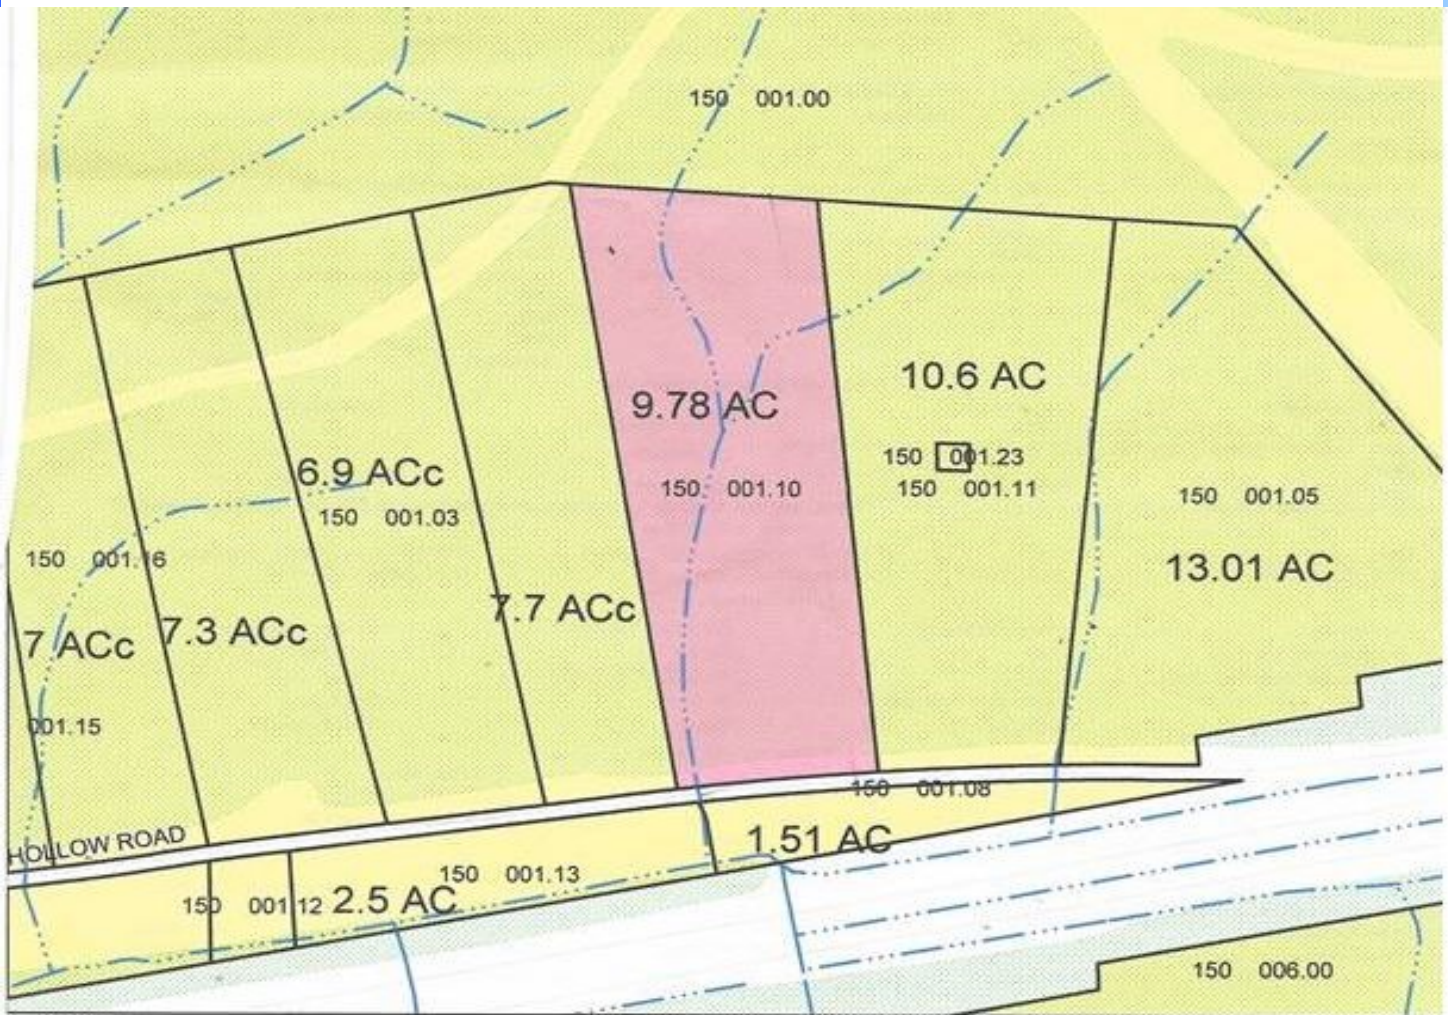 150 001.00
10.6 AC
9.78 AC
150 001.23
6.9 ACc
150 001.10
150 001.11
150 001.05
150 001.03
150 001.16
13.01 AC
7.7 ACc
7.3 ACc
7 ACc
001.15
150 001.08
HOLLOW ROAD
1.51 AC
150 001.13
150 001.12
2.5 AC
150 006.00